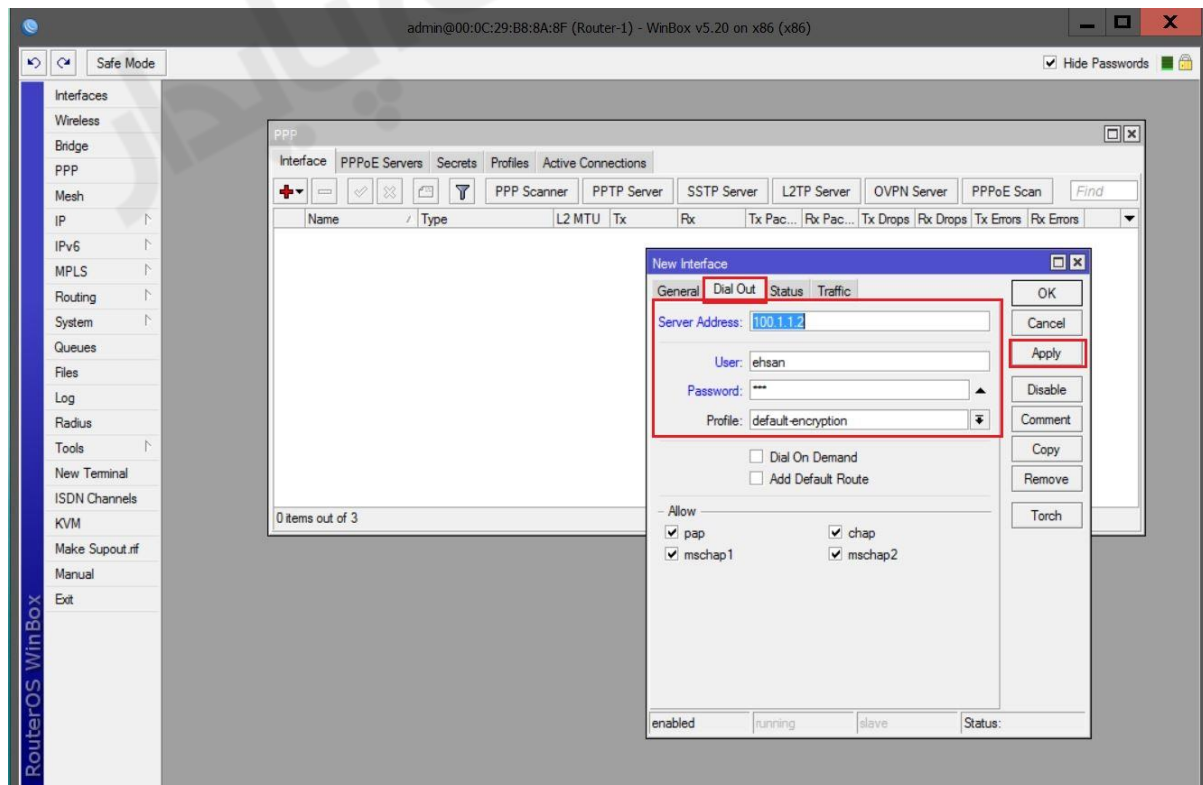 admin@00:0C:29:B8:8A:8F (Router-1) - WinBox v5.20 on x86 (x86)
Safe Mode
Hide Passwords
Interfaces
Wireless
Bridge
PPP
Mesh
IP
IPv6
MPLS
Routing
System
Queues
Files
Log
Radius
Tools
New Terminal
ISDN Channels
KVM
Make Supout.rif
Manual
Exit
RouterOS WinBox
PPP
Interface PPPoE Servers Secrets Profiles Active Connections
PPP Scanner PPTP Server SSTP Server L2TP Server OVPN Server PPPoE Scan Find
Name / Type L2 MTU Tx Rx Tx Pac... Rx Pac... Tx Drops Rx Drops Tx Errors Rx Errors
0 items out of 3
New Interface
General Dial Out Status Traffic
Server Address: 100.1.1.2
User: ehsan
Password: ***
Profile: default-encryption
Dial On Demand
Add Default Route
Allow
pap chap
mschap1 mschap2
enabled running slave Status:
OK
Cancel
Apply
Disable
Comment
Copy
Remove
Torch
پایدار